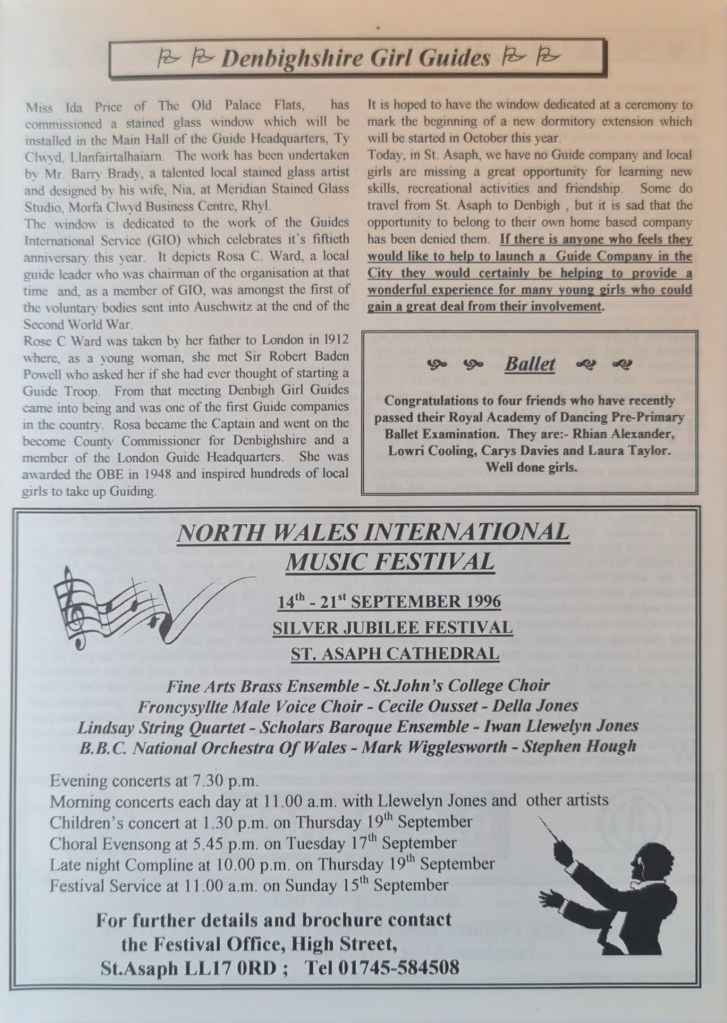 Denbighshire Girl Guides
Miss Ida Price of The Old Palace Flats, has
commissioned a stained glass window which will be
installed in the Main Hall of the Guide Headquarters, Ty
Clwyd, Llanfairtalhaiarn. The work has been undertaken
by Mr. Barry Brady, a talented local stained glass artist
and designed by his wife, Nia, at Meridian Stained Glass
Studio, Morfa Clwyd Business Centre, Rhyl.
The window is dedicated to the work of the Guides
International Service (GIO) which celebrates it's fiftieth
anniversary this year. It depicts Rosa C. Ward, a local
guide leader who was chairman of the organisation at that
time and, as a member of GIO, was amongst the first of
the voluntary bodies sent into Auschwitz at the end of the
Second World War.
Rose C Ward was taken by her father to London in 1912
where, as a young woman, she met Sir Robert Baden
Powell who asked her if she had ever thought of starting a
Guide Troop. From that meeting Denbigh Girl Guides
came into being and was one of the first Guide companies
in the country. Rosa became the Captain and went on the
become County Commissioner for Denbighshire and a
member of the London Guide Headquarters. She was
awarded the OBE in 1948 and inspired hundreds of local
girls to take up Guiding.
It is hoped to have the window dedicated at a ceremony to
mark the beginning of a new dormitory extension which
will be started in October this year.
Today, in St. Asaph, we have no Guide company and local
girls are missing a great opportunity for learning new
skills, recreational activities and friendship. Some do
travel from St. Asaph to Denbigh , but it is sad that the
opportunity to belong to their own home based company
has been denied them. If there is anyone who feels they
would like to help to launch a Guide Company in the
City they would certainly be helping to provide a
wonderful experience for many young girls who could
gain a great deal from their involvement.
Ballet
Congratulations to four friends who have recently
passed their Royal Academy of Dancing Pre-Primary
Ballet Examination. They are:- Rhian Alexander,
Lowri Cooling, Carys Davies and Laura Taylor.
Well done girls.
NORTH WALES INTERNATIONAL
MUSIC FESTIVAL
14th - 21st SEPTEMBER 1996
SILVER JUBILEE FESTIVAL
ST. ASAPH CATHEDRAL
Fine Arts Brass Ensemble - St.John's College Choir
Froncysyllte Male Voice Choir - Cecile Ousset - Della Jones
Lindsay String Quartet - Scholars Baroque Ensemble - Iwan Llewelyn Jones
B.B.C. National Orchestra Of Wales - Mark Wigglesworth - Stephen Hough
Evening concerts at 7.30 p.m.
Morning concerts each day at 11.00 a.m. with Llewelyn Jones and other artists
Children's concert at 1.30 p.m. on Thursday 19th September
Choral Evensong at 5.45 p.m. on Tuesday 17th September
Late night Compline at 10.00 p.m. on Thursday 19th September
Festival Service at 11.00 a.m. on Sunday 15th September
For further details and brochure contact
the Festival Office, High Street,
St.Asaph LL17 0RD ; Tel 01745-584508